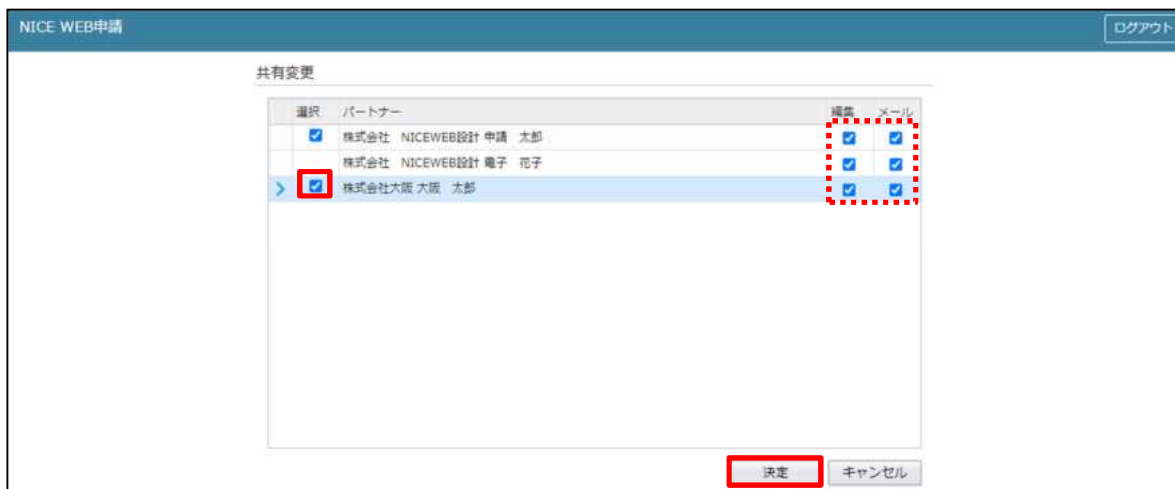 NICE WEB申請 ログアウト
共有変更
選択 パートナー 編集 メール
株式会社　NICEWEB設計 申請　太郎
株式会社　NICEWEB設計 電子　花子
株式会社大阪 大阪　太郎
決定 キャンセル